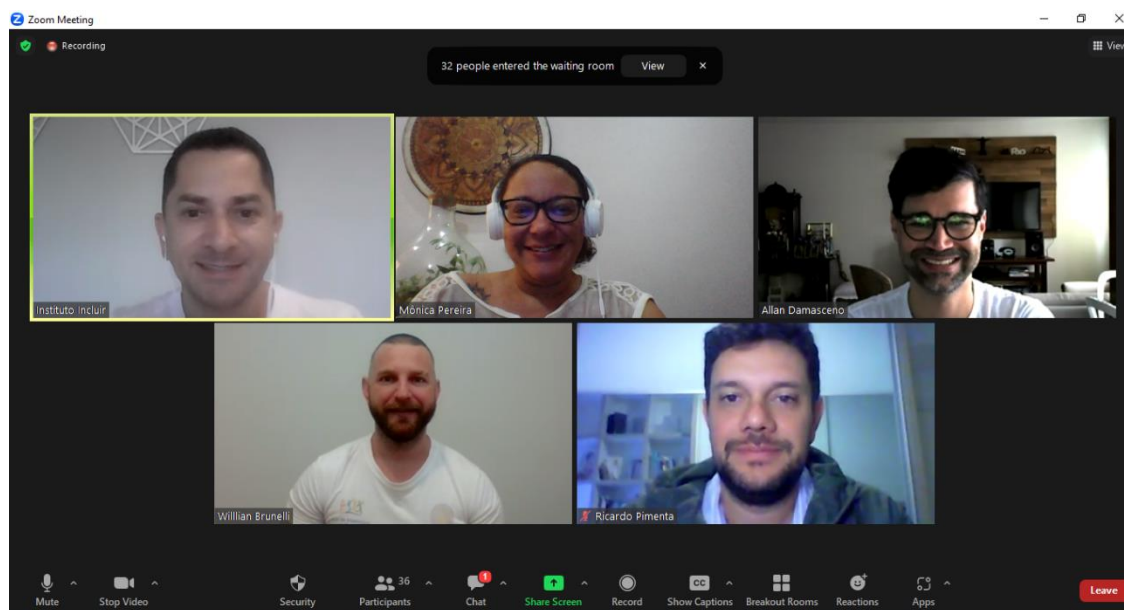 Zoom Meeting
Recording
View
32 people entered the waiting room View
Instituto Incluir
Mônica Pereira
Rio
Allan Damasceno
Willlian Brunelli
Ricardo Pimenta
36
1
CC
Mute
Stop Video
Security
Participants
Chat
Share Screen
Record
Show Captions
Breakout Rooms
Reactions
Apps
Leave